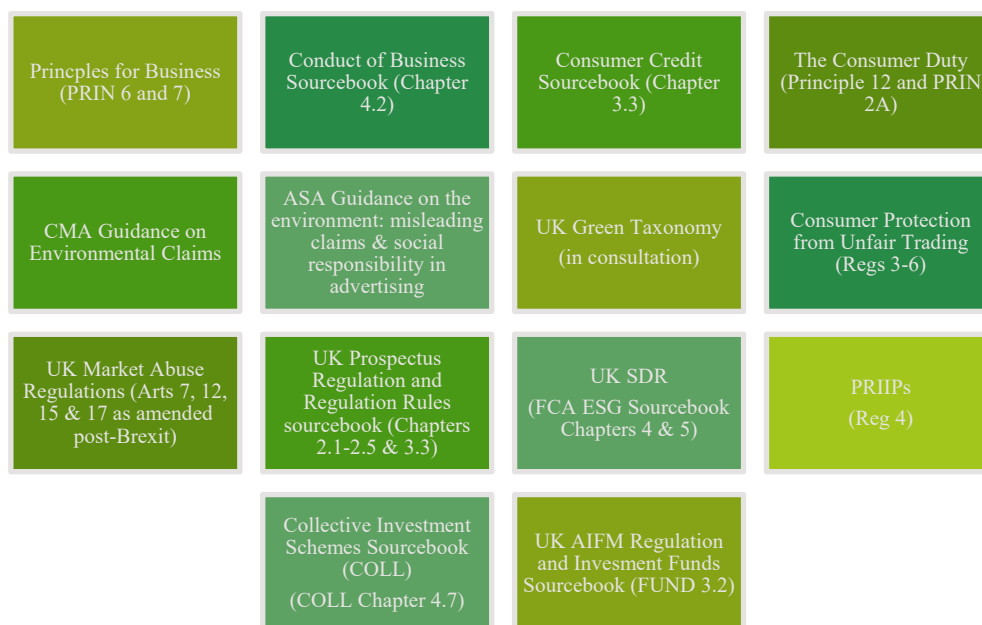 Princples for Business
(PRIN 6 and 7)
Conduct of Business
Sourcebook (Chapter
4.2)
Consumer Credit
Sourcebook (Chapter
3.3)
The Consumer Duty
(Principle 12 and PRIN
2A)
CMA Guidance on
Environmental Claims
ASA Guidance on the
environment: misleading
claims & social
responsibility in
advertising
UK Green Taxonomy
(in consultation)
Consumer Protection
from Unfair Trading
(Regs 3-6)
UK Market Abuse
Regulations (Arts 7, 12,
15 & 17 as amended
post-Brexit)
UK Prospectus
Regulation and
Regulation Rules
sourcebook (Chapters
2.1-2.5 & 3.3)
UK SDR
(FCA ESG Sourcebook
Chapters 4 & 5)
PRIIPs
(Reg 4)
Collective Investment
Schemes Sourcebook
(COLL)
(COLL Chapter 4.7)
UK AIFM Regulation
and Invesment Funds
Sourcebook (FUND 3.2)